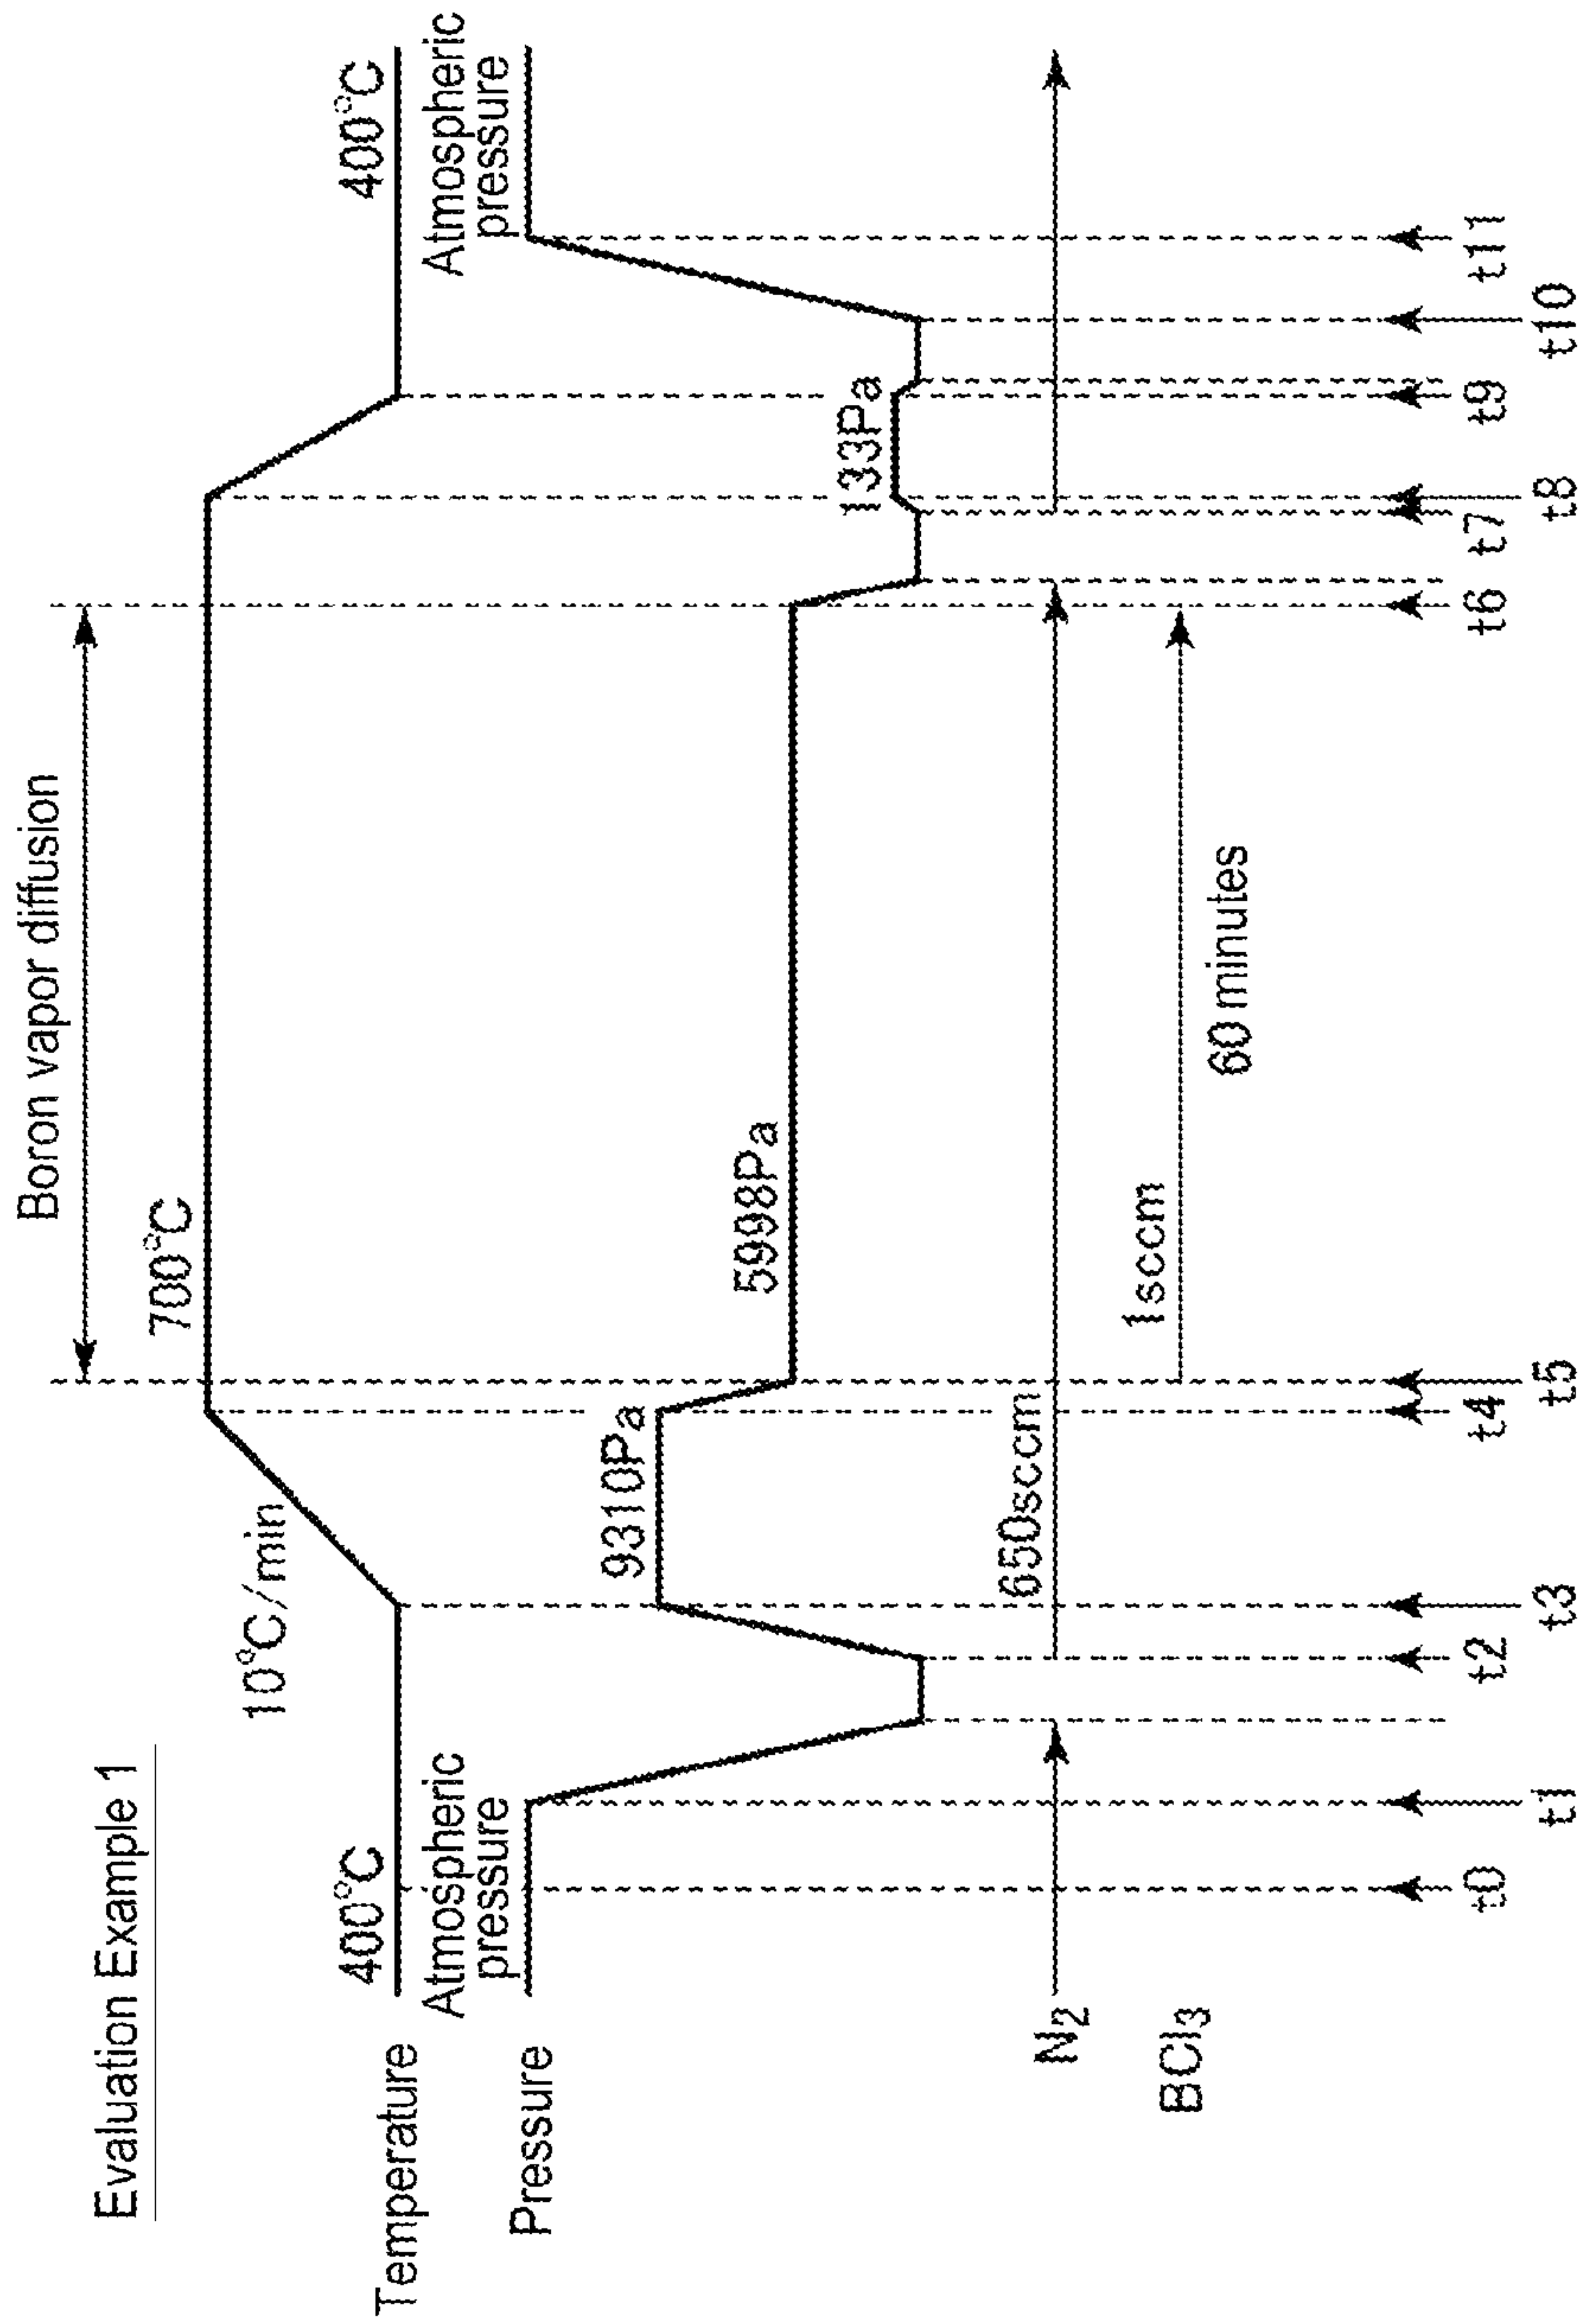 Evaluation Example 1
Boron vapor diffusion
Temperature
400°C
10°C/min
700°C
400°C
Pressure
Atmospheric
pressure
9310Pa
5998Pa
133Pa
Atmospheric
pressure
N2
650sccm
BCl3
1sccm
60 minutes
t0
t1
t2
t3
t4
t5
t6
t7
t8
t9
t10
t11